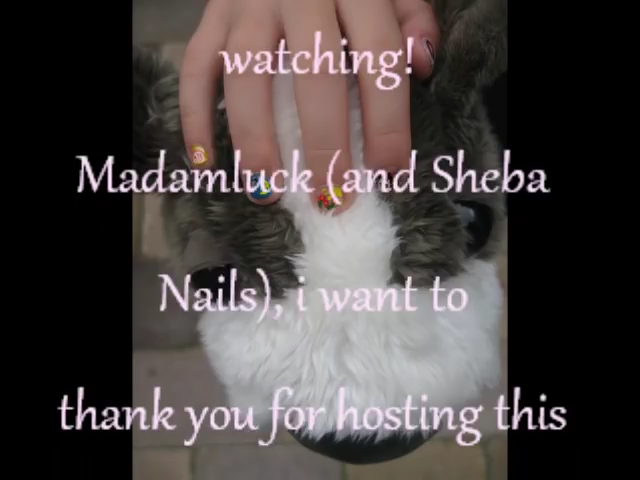 watching!
Madamluck (and Sheba
Nails), i want to
thank you for hosting this